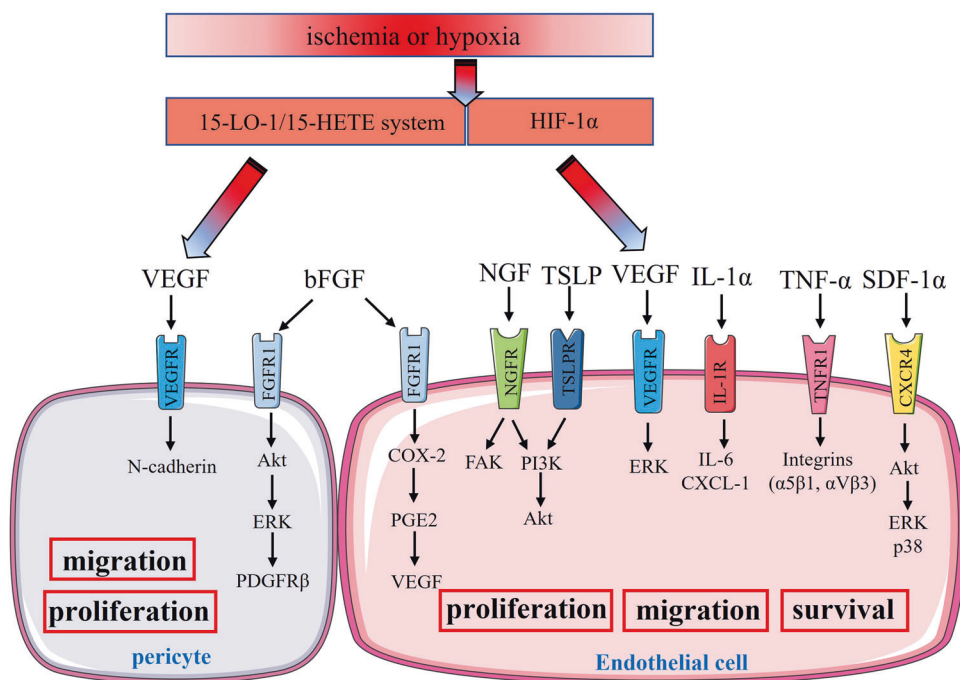 ischemia or hypoxia
15-LO-1/15-HETE system
HIF-1α
VEGF
bFGF
NGF
TSLP
VEGF
IL-1α
TNF-α
SDF-1α
VEGFR
FGFR1
FGFR1
NGFR
TSLPR
VEGFR
IL-1R
TNFR1
CXCR4
N-cadherin
Akt
ERK
PDGFRβ
COX-2
PGE2
VEGF
FAK
PI3K
Akt
ERK
IL-6
CXCL-1
Integrins
(α5β1, αVβ3)
Akt
ERK
p38
migration
proliferation
pericyte
proliferation
migration
survival
Endothelial cell